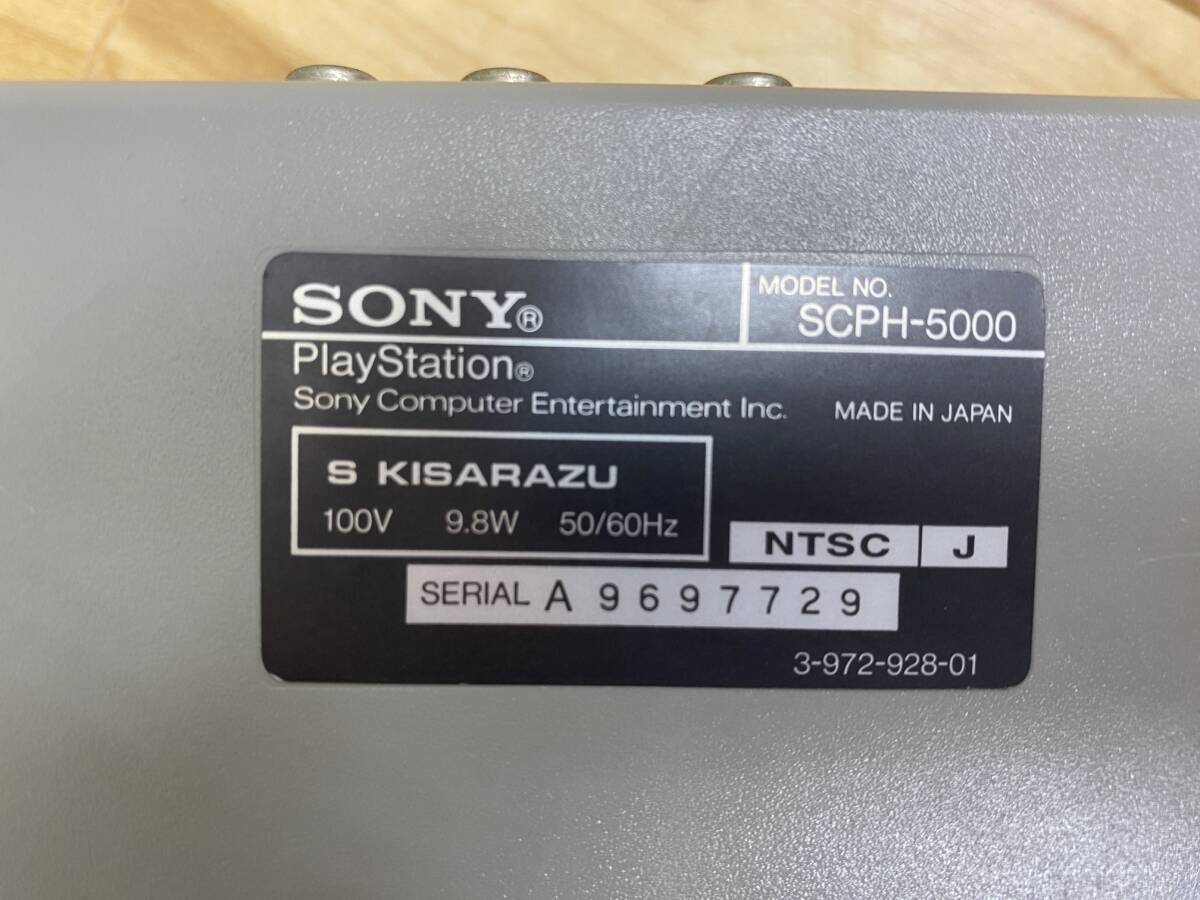 SONY®
MODEL NO.
SCPH-5000
PlayStation®
Sony Computer Entertainment Inc. MADE IN JAPAN
S KISARAZU
100V 9.8W 50/60Hz
NTSC J
SERIAL A 9697729
3-972-928-01